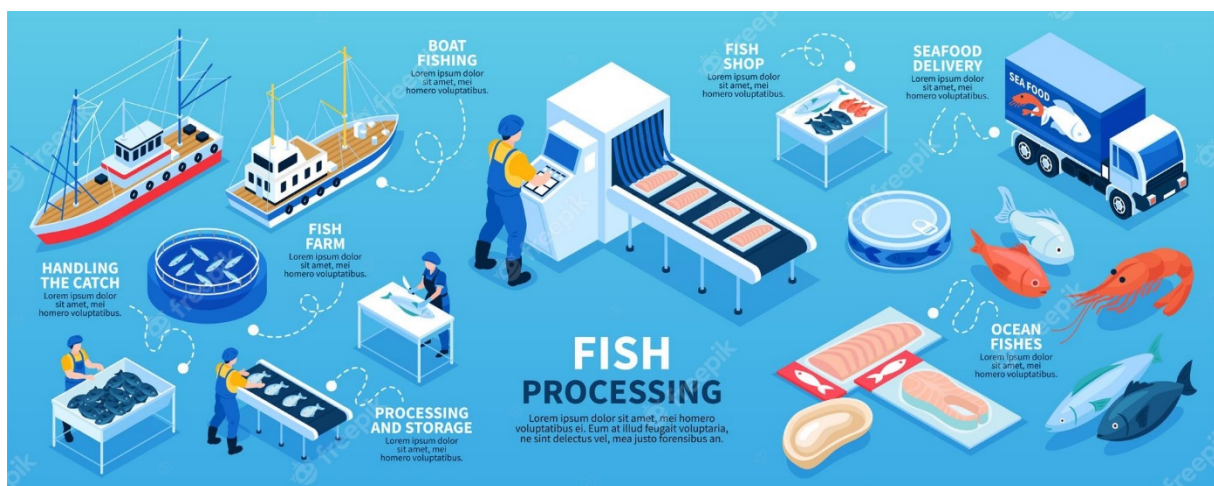 BOAT
FISHING
Lorem ipsum dolor
sit amet, mei
homero voluptatibus.
FISH
SHOP
Lorem ipsum dolor
sit amet, mei
homero voluptatibus.
SEAFOOD
DELIVERY
Lorem ipsum dolor
sit amet, mei
homero voluptatibus.
SEA FOOD
FISH
FARM
Lorem ipsum dolor
sit amet, mei
homero voluptatibus.
HANDLING
THE CATCH
Lorem ipsum dolor
sit amet, mei
homero voluptatibus.
OCEAN
FISHES
Lorem ipsum dolor
sit amet, mei
homero voluptatibus.
FISH
PROCESSING
Lorem ipsum dolor sit amet, mei homero
voluptatibus ei. Eum at illud feugait voluptaria,
ne sint delectus vel, mea justo forensibus an.
PROCESSING
AND STORAGE
Lorem ipsum dolor
sit amet, mei
homero voluptatibus.
freepik